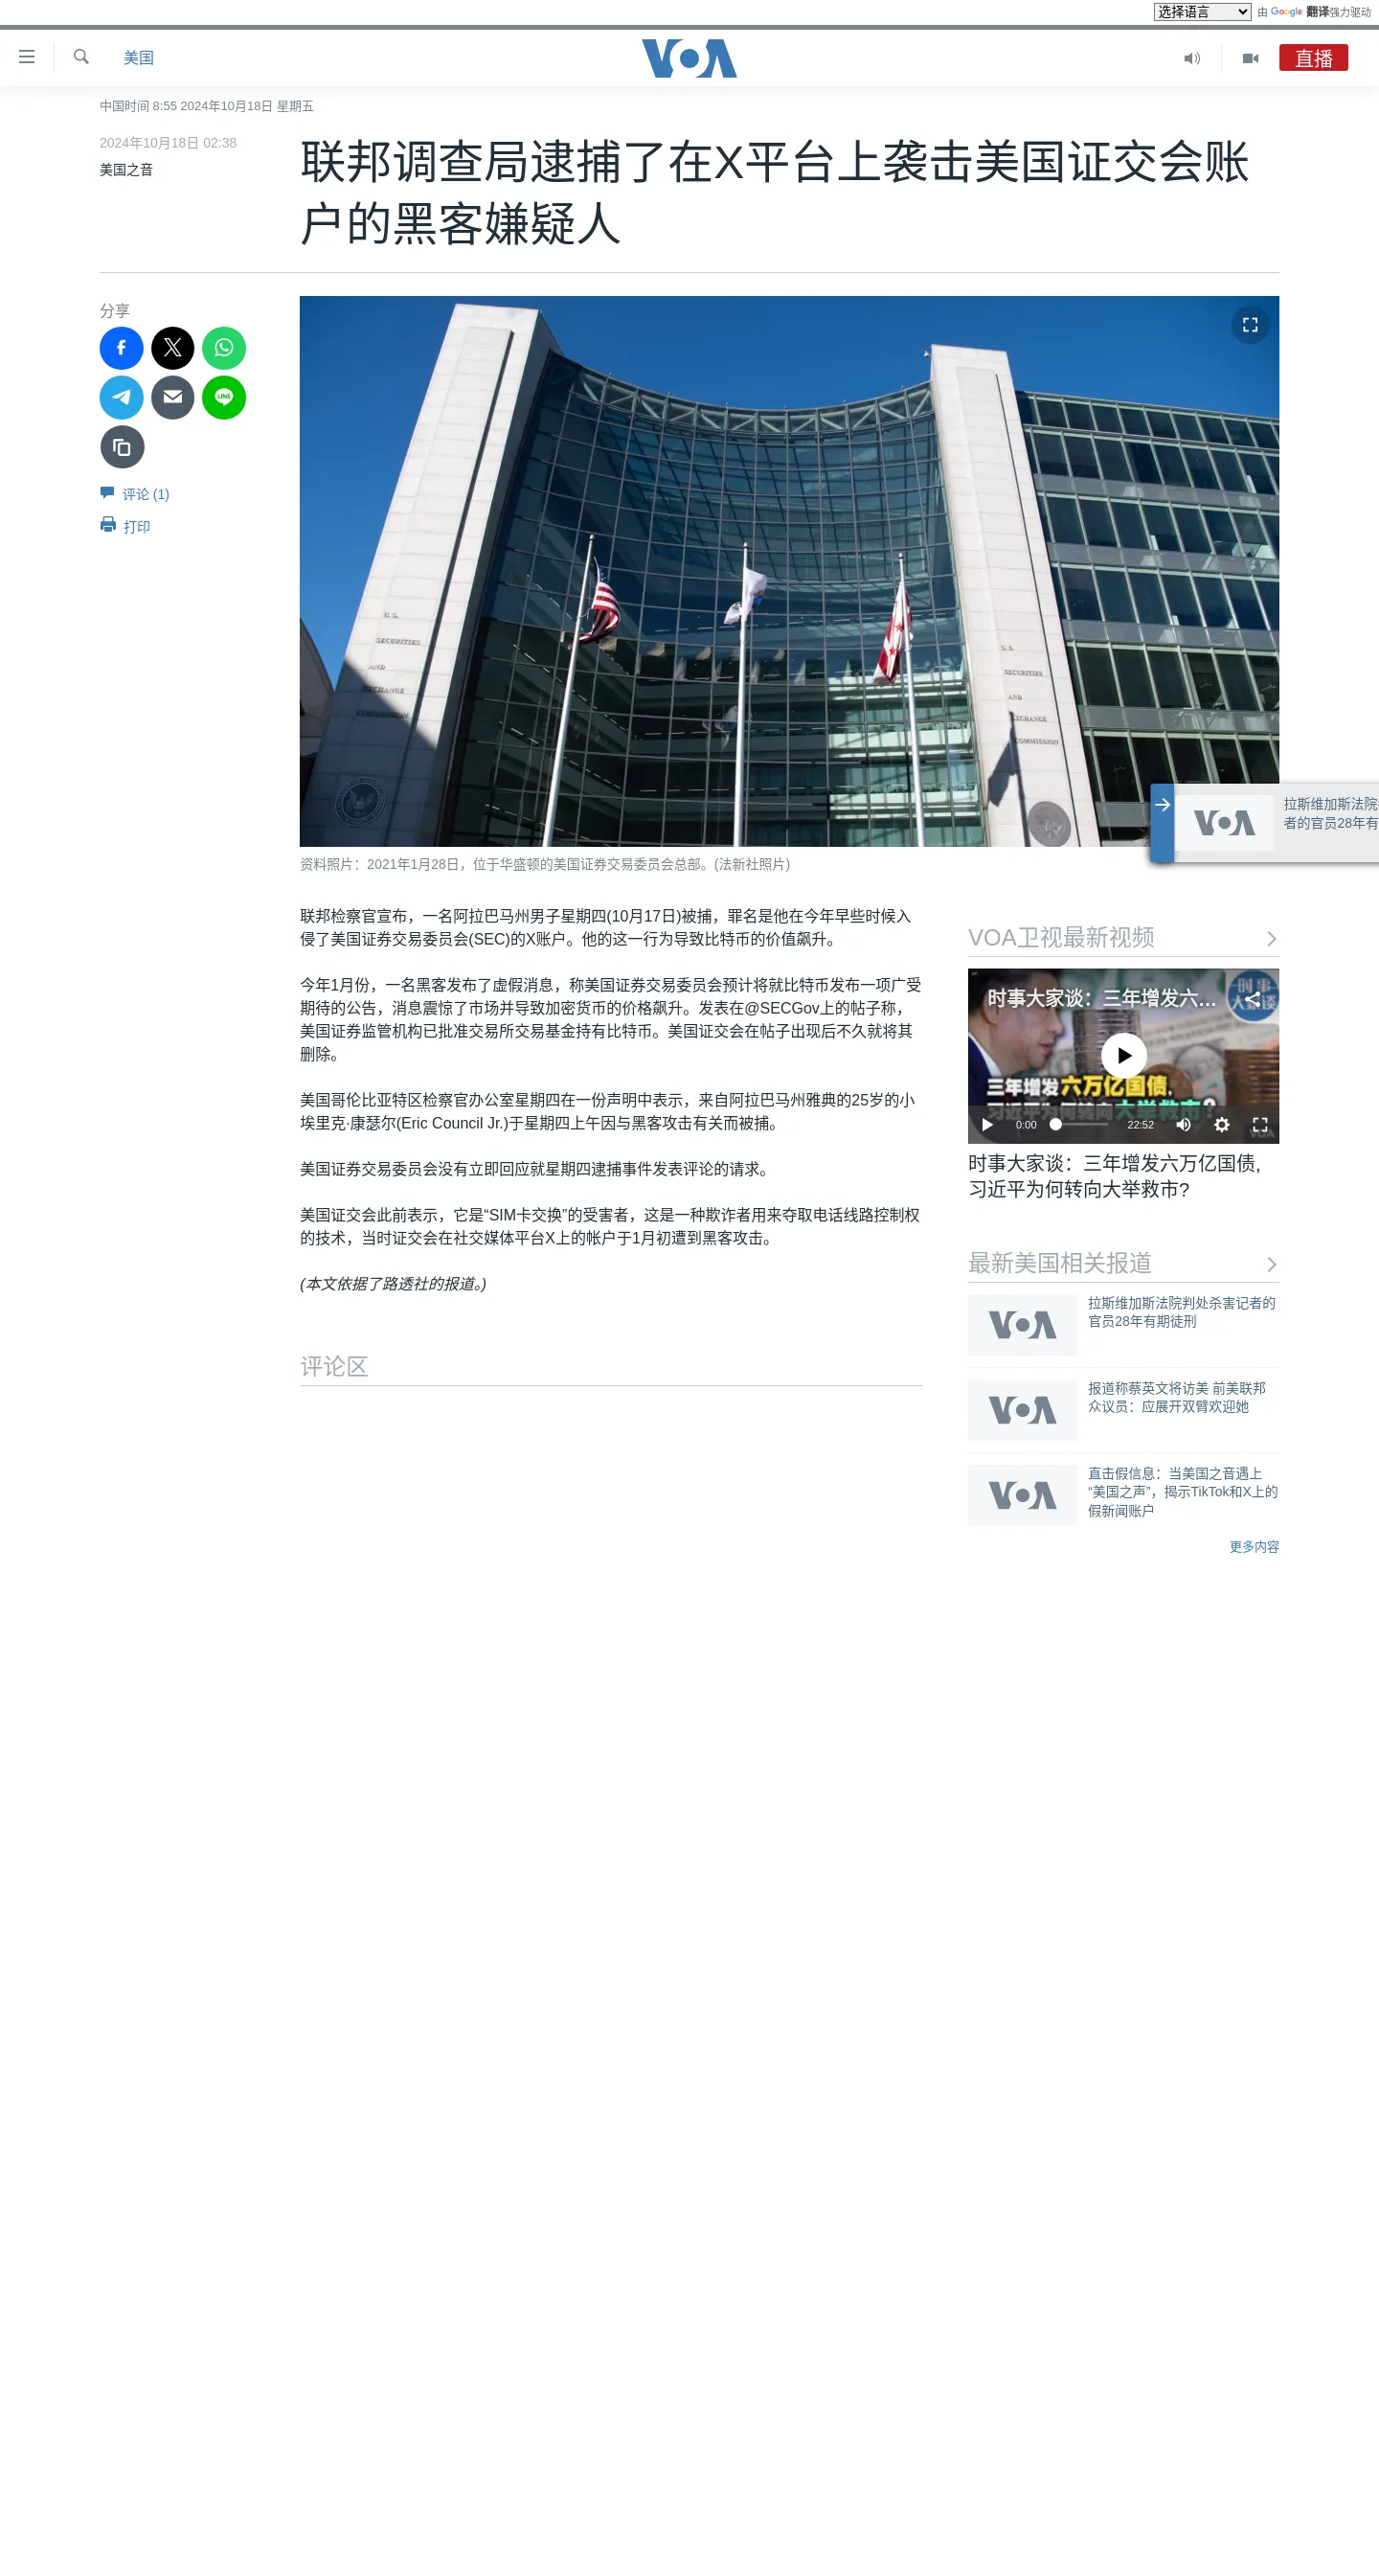 选择语言
由 Google 翻译强力驱动
美国
VOA
直播
中国时间 8:55 2024年10月18日 星期五
2024年10月18日 02:38
美国之音
联邦调查局逮捕了在X平台上袭击美国证交会账
户的黑客嫌疑人
分享
LINE
评论 (1)
打印
U.S.
SECURITIES
AND
EXCHANGE
COMMISSION
U.S.
SECURITIES
AND
EXCHANGE
COMMISSION
VOA
拉斯维加斯法院
者的官员28年有
资料照片：2021年1月28日，位于华盛顿的美国证券交易委员会总部。(法新社照片)
联邦检察官宣布，一名阿拉巴马州男子星期四(10月17日)被捕，罪名是他在今年早些时候入
侵了美国证券交易委员会(SEC)的X账户。他的这一行为导致比特币的价值飙升。
今年1月份，一名黑客发布了虚假消息，称美国证券交易委员会预计将就比特币发布一项广受
期待的公告，消息震惊了市场并导致加密货币的价格飙升。发表在@SECGov上的帖子称，
美国证券监管机构已批准交易所交易基金持有比特币。美国证交会在帖子出现后不久就将其
删除。
美国哥伦比亚特区检察官办公室星期四在一份声明中表示，来自阿拉巴马州雅典的25岁的小
埃里克·康瑟尔(Eric Council Jr.)于星期四上午因与黑客攻击有关而被捕。
美国证券交易委员会没有立即回应就星期四逮捕事件发表评论的请求。
美国证交会此前表示，它是“SIM卡交换”的受害者，这是一种欺诈者用来夺取电话线路控制权
的技术，当时证交会在社交媒体平台X上的帐户于1月初遭到黑客攻击。
(本文依据了路透社的报道。)
评论区
VOA卫视最新视频
时事大家谈：三年增发六...
时事
大家谈
三年增发六万亿国债,
0:00
22:52
VOA
时事大家谈：三年增发六万亿国债,
习近平为何转向大举救市?
最新美国相关报道
VOA
拉斯维加斯法院判处杀害记者的
官员28年有期徒刑
VOA
报道称蔡英文将访美 前美联邦
众议员：应展开双臂欢迎她
VOA
直击假信息：当美国之音遇上
“美国之声”，揭示TikTok和X上的
假新闻账户
更多内容